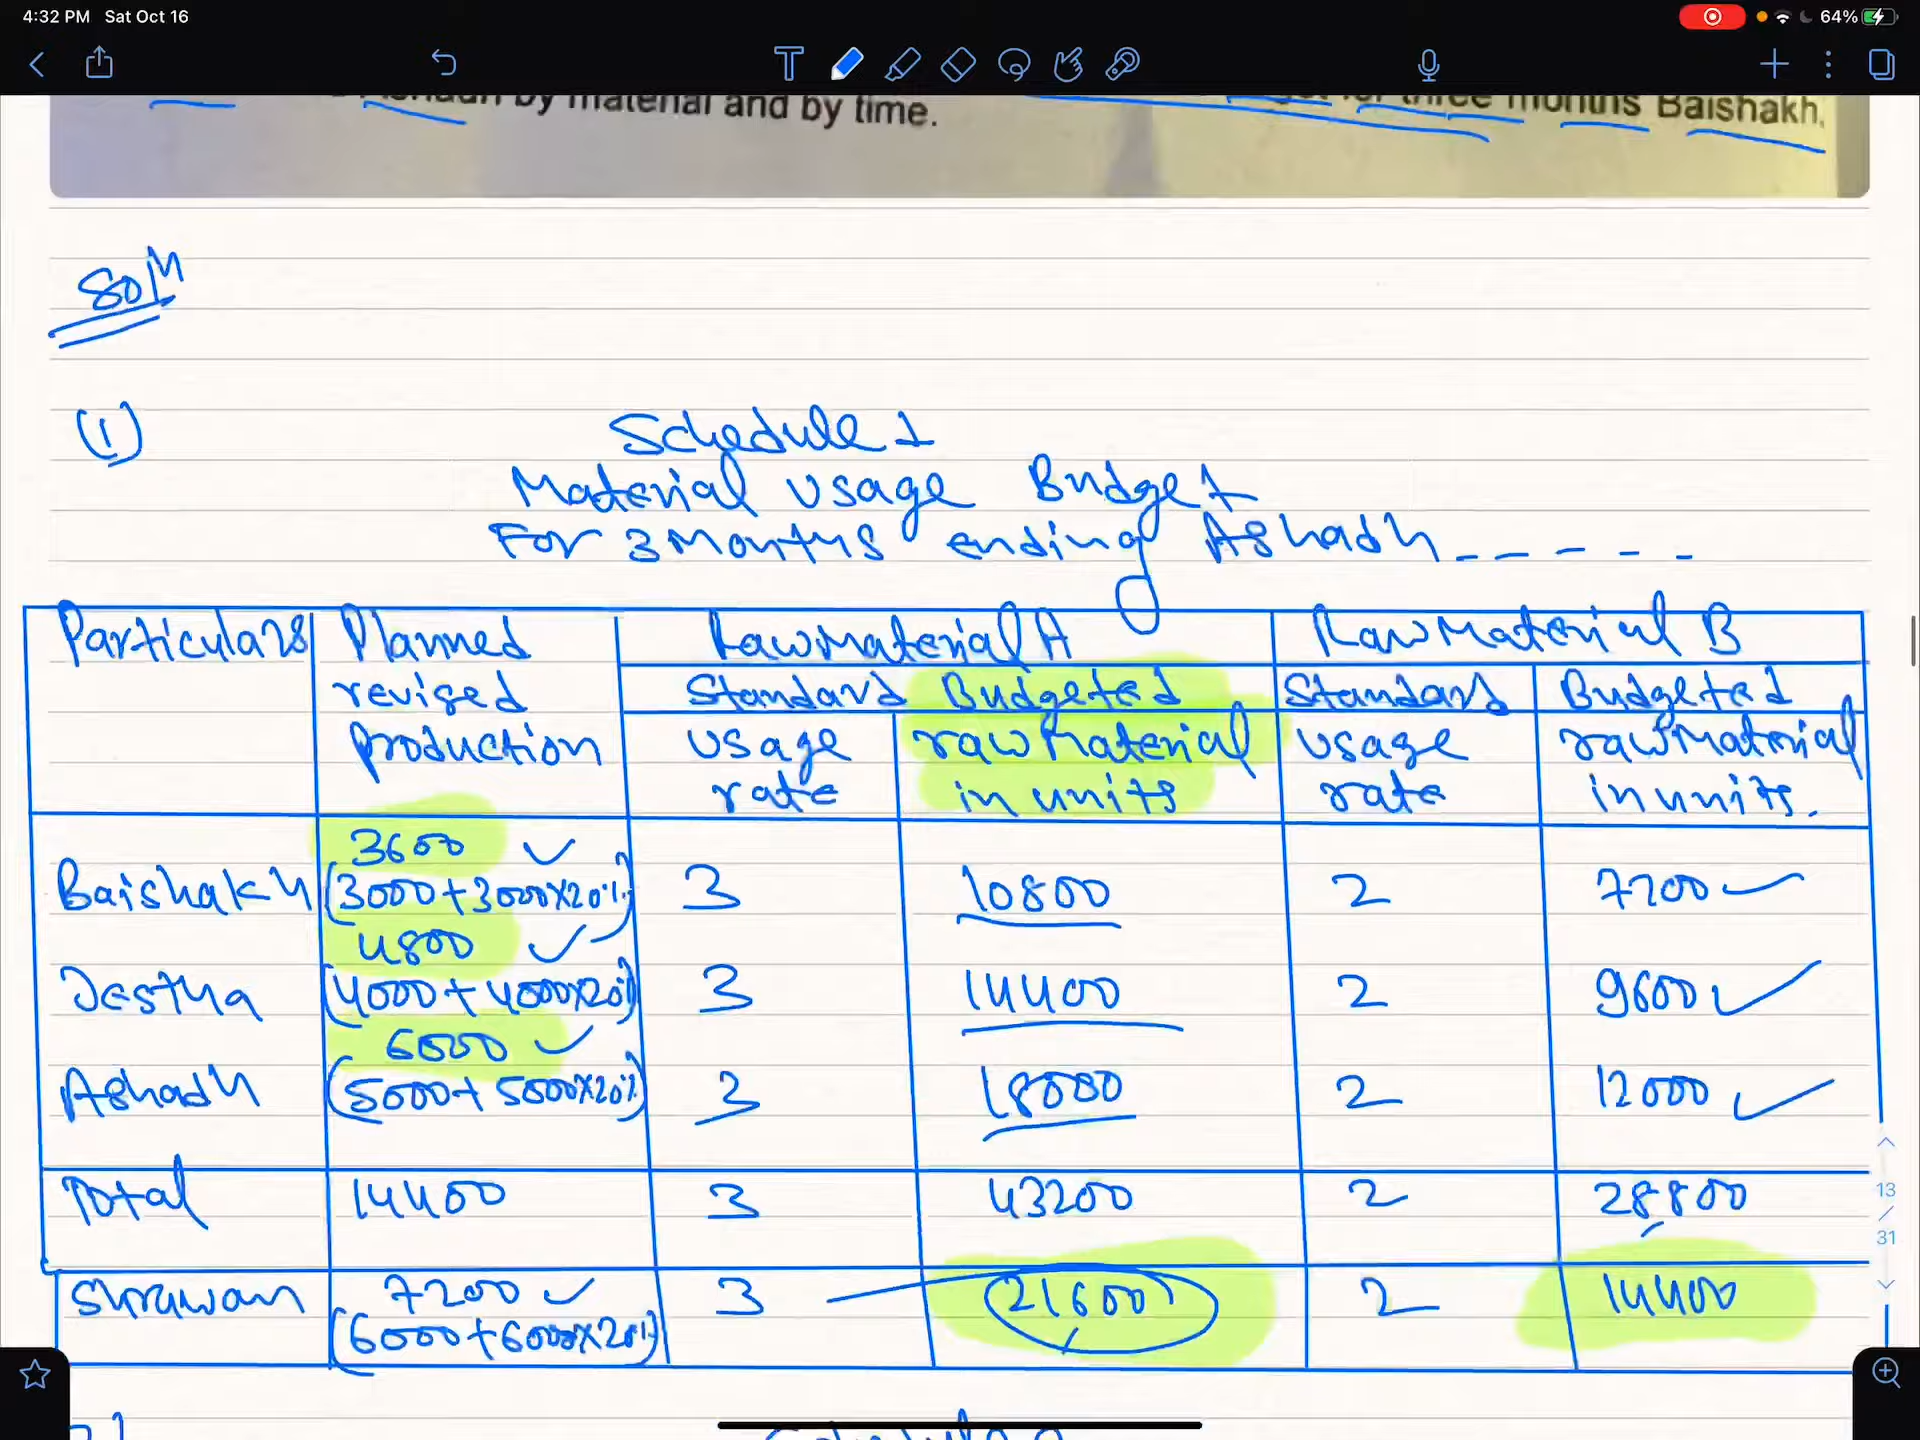 4:32 PM Sat Oct 16
64%
T
by material and by time.
three months Baishakh,
Solⁿ
(1)
Schedule 1
Material Usage Budget
For 3 Months ending Ashadh ------
Particulars Planned Raw Material A Raw Material B
revised Standard Budgeted Standard Budgeted
production usage raw Material usage raw Material
rate in units rate in units.
3600
Baishakh (3000+3000×20%) 3 10800 2 7200
4800
Jestha (4000+4000×20%) 3 14400 2 9600
6000
Ashadh (5000+5000×20%) 3 18000 2 12000
Total 14400 3 43200 2 28800
Shrawan 7200 3 21600 2 14400
(6000+6000×20%)
13
/
31